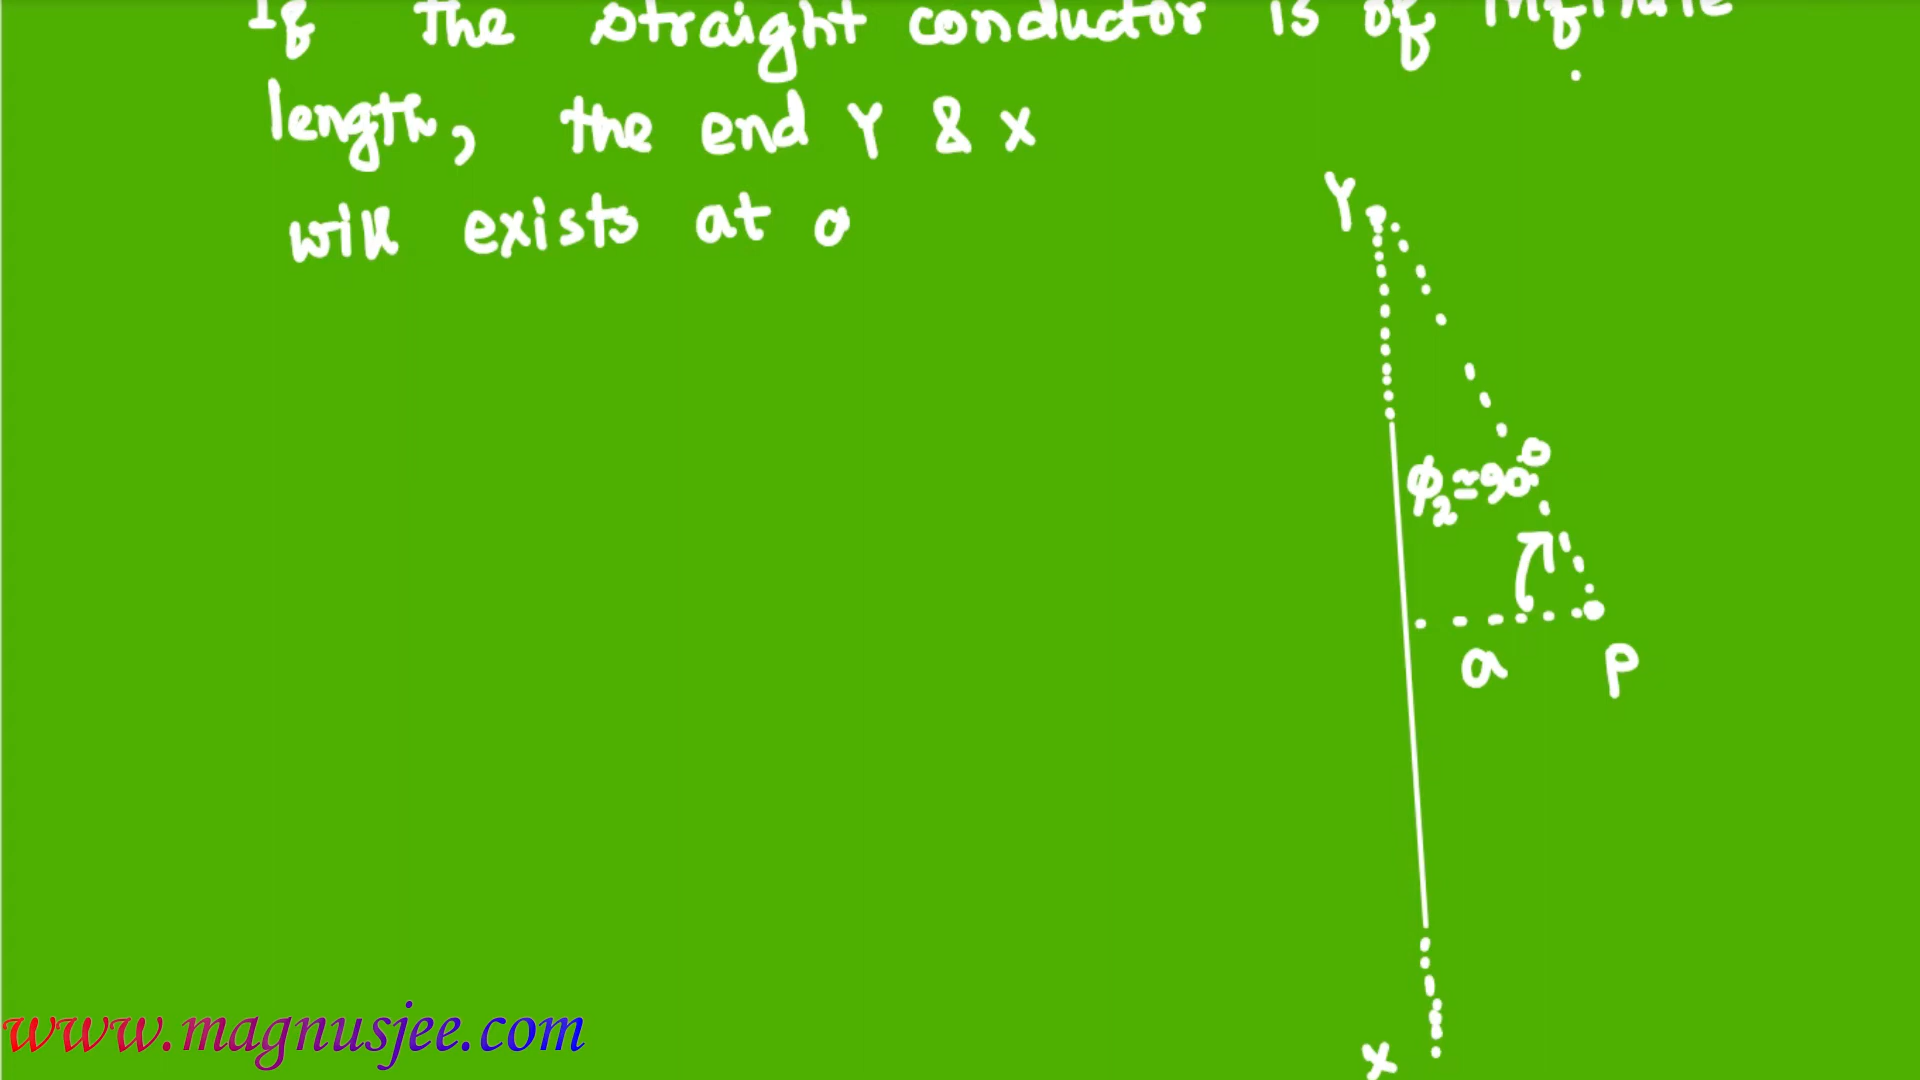 If the straight conductor is of infinite
length, the end Y & X
will exists at o
Y
ϕ₂≃90°
a P
X
www.magnusjee.com